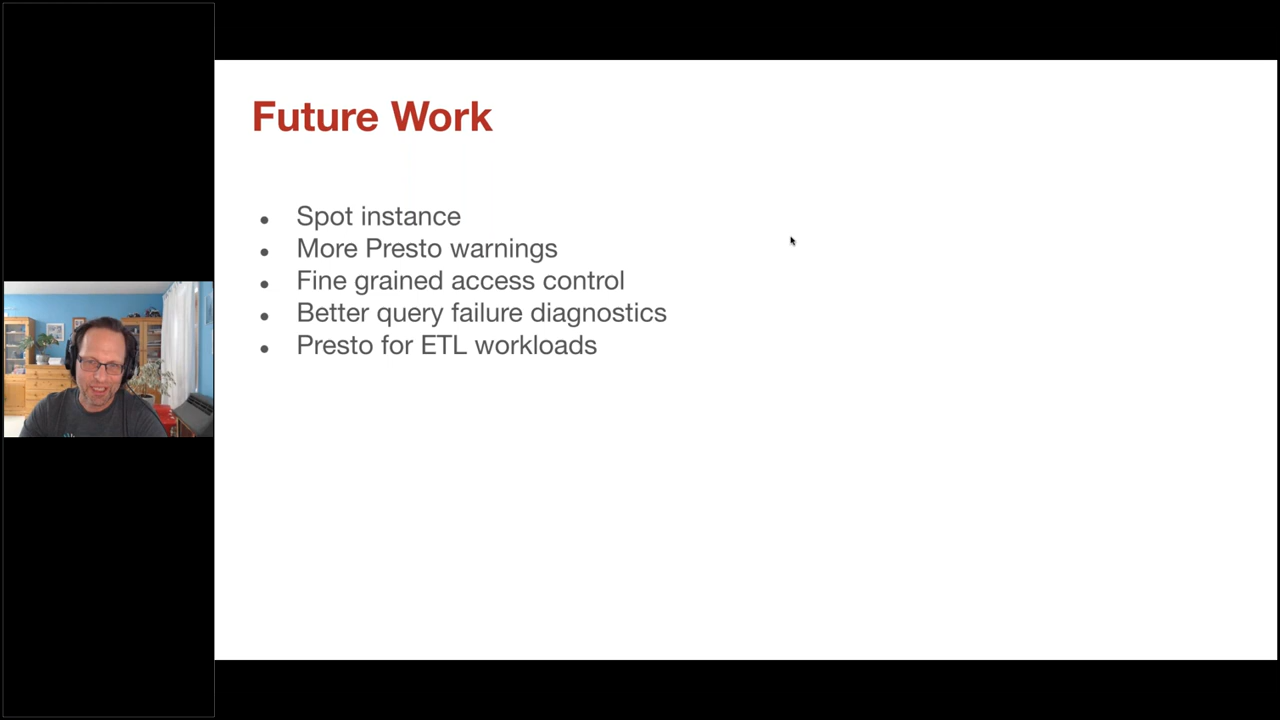 Future Work
● Spot instance
● More Presto warnings
● Fine grained access control
● Better query failure diagnostics
● Presto for ETL workloads